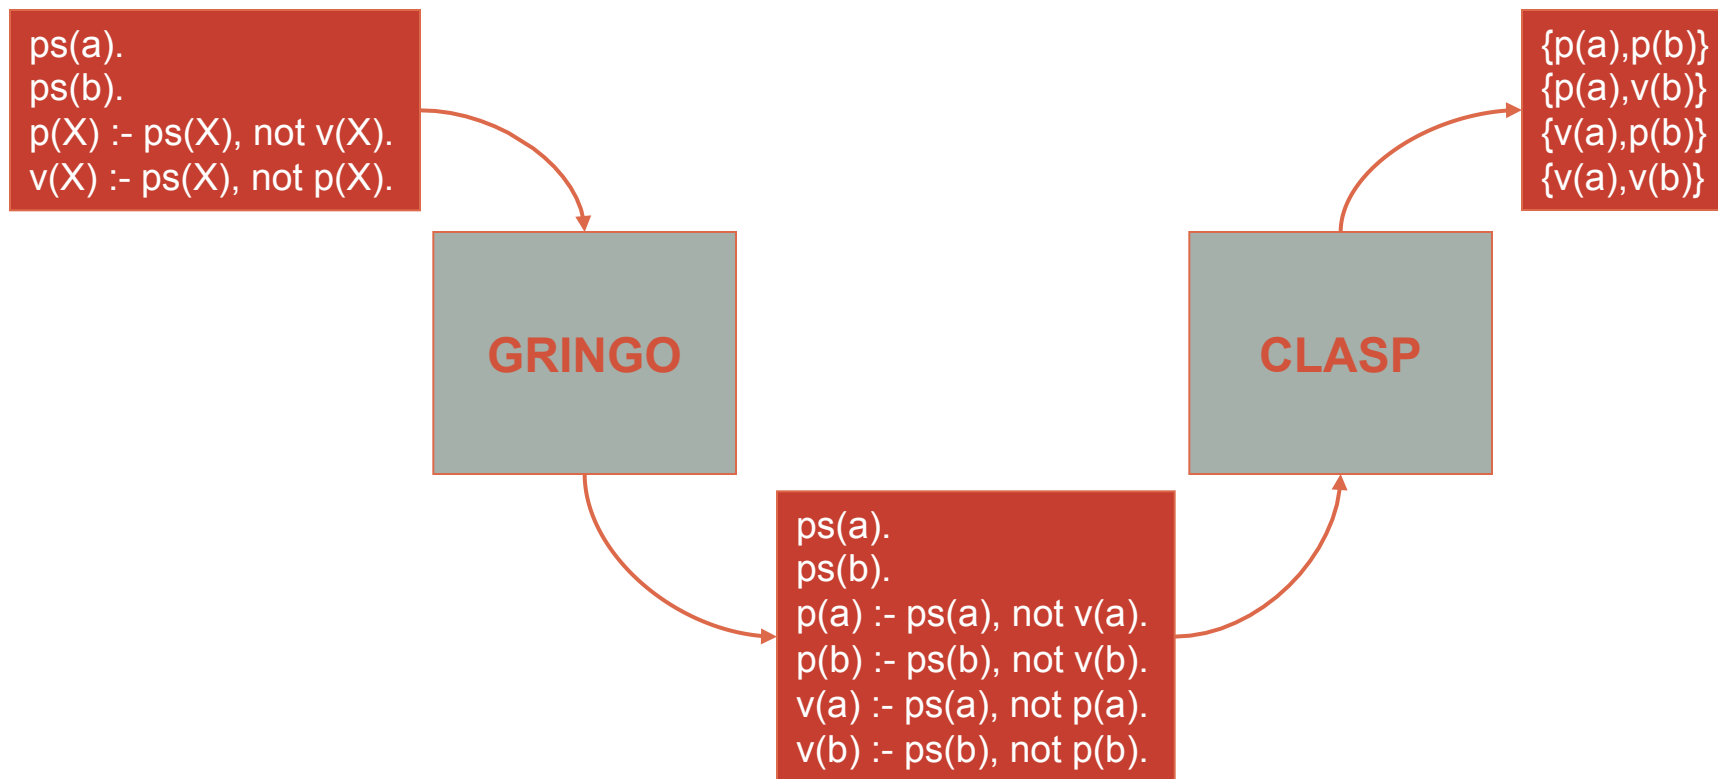 ps(a).
ps(b).
p(X) :- ps(X), not v(X).
v(X) :- ps(X), not p(X).
GRINGO
ps(a).
ps(b).
p(a) :- ps(a), not v(a).
p(b) :- ps(b), not v(b).
v(a) :- ps(a), not p(a).
v(b) :- ps(b), not p(b).
CLASP
{p(a),p(b)}
{p(a),v(b)}
{v(a),p(b)}
{v(a),v(b)}